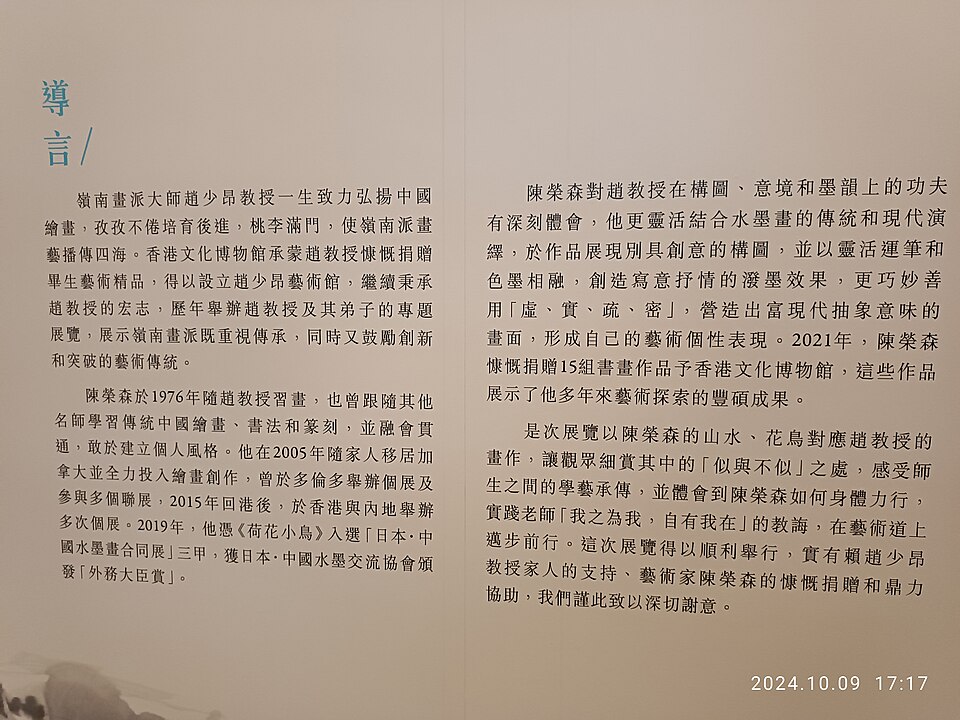 導
言/
嶺南畫派大師趙少昂教授一生致力弘揚中國
繪畫，孜孜不倦培育後進，桃李滿門，使嶺南派畫
藝播傳四海。香港文化博物館承蒙趙教授慷慨捐贈
畢生藝術精品，得以設立趙少昂藝術館，繼續秉承
趙教授的宏志，歷年舉辦趙教授及其弟子的專題
展覽，展示嶺南畫派既重視傳承，同時又鼓勵創新
和突破的藝術傳統。
陳榮森於1976年隨趙教授習畫，也曾跟隨其他
名師學習傳統中國繪畫、書法和篆刻，並融會貫
通，敢於建立個人風格。他在2005年隨家人移居加
拿大並全力投入繪畫創作，曾於多倫多舉辦個展及
參與多個聯展，2015年回港後，於香港與內地舉辦
多次個展。2019年，他憑《荷花小鳥》入選「日本·中
國水墨畫合同展」三甲，獲日本·中國水墨交流協會頒
發「外務大臣賞」。
陳榮森對趙教授在構圖、意境和墨韻上的功夫
有深刻體會，他更靈活結合水墨畫的傳統和現代演
繹，於作品展現別具創意的構圖，並以靈活運筆和
色墨相融，創造寫意抒情的潑墨效果，更巧妙善
用「虛、實、疏、密」，營造出富現代抽象意味的
畫面，形成自己的藝術個性表現。2021年，陳榮森
慷慨捐贈15組書畫作品予香港文化博物館，這些作品
展示了他多年來藝術探索的豐碩成果。
是次展覽以陳榮森的山水、花鳥對應趙教授的
畫作，讓觀眾細賞其中的「似與不似」之處，感受師
生之間的學藝承傳，並體會到陳榮森如何身體力行，
實踐老師「我之為我，自有我在」的教誨，在藝術道上
邁步前行。這次展覽得以順利舉行，實有賴趙少昂
教授家人的支持、藝術家陳榮森的慷慨捐贈和鼎力
協助，我們謹此致以深切謝意。
2024.10.09 17:17